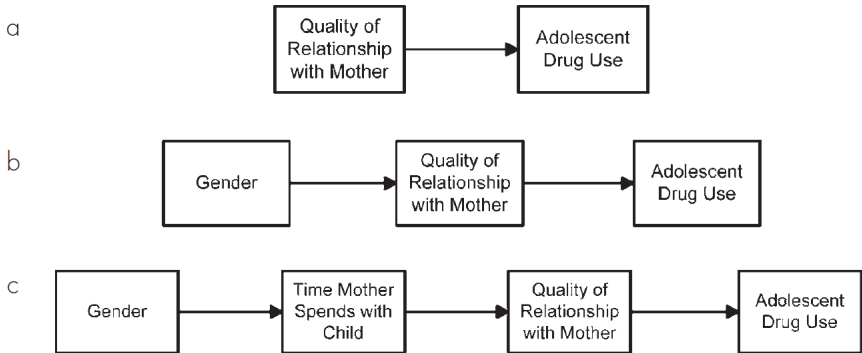 a
Quality of
Relationship
with Mother
Adolescent
Drug Use
b
Gender
Quality of
Relationship
with Mother
Adolescent
Drug Use
c
Gender
Time Mother
Spends with
Child
Quality of
Relationship
with Mother
Adolescent
Drug Use